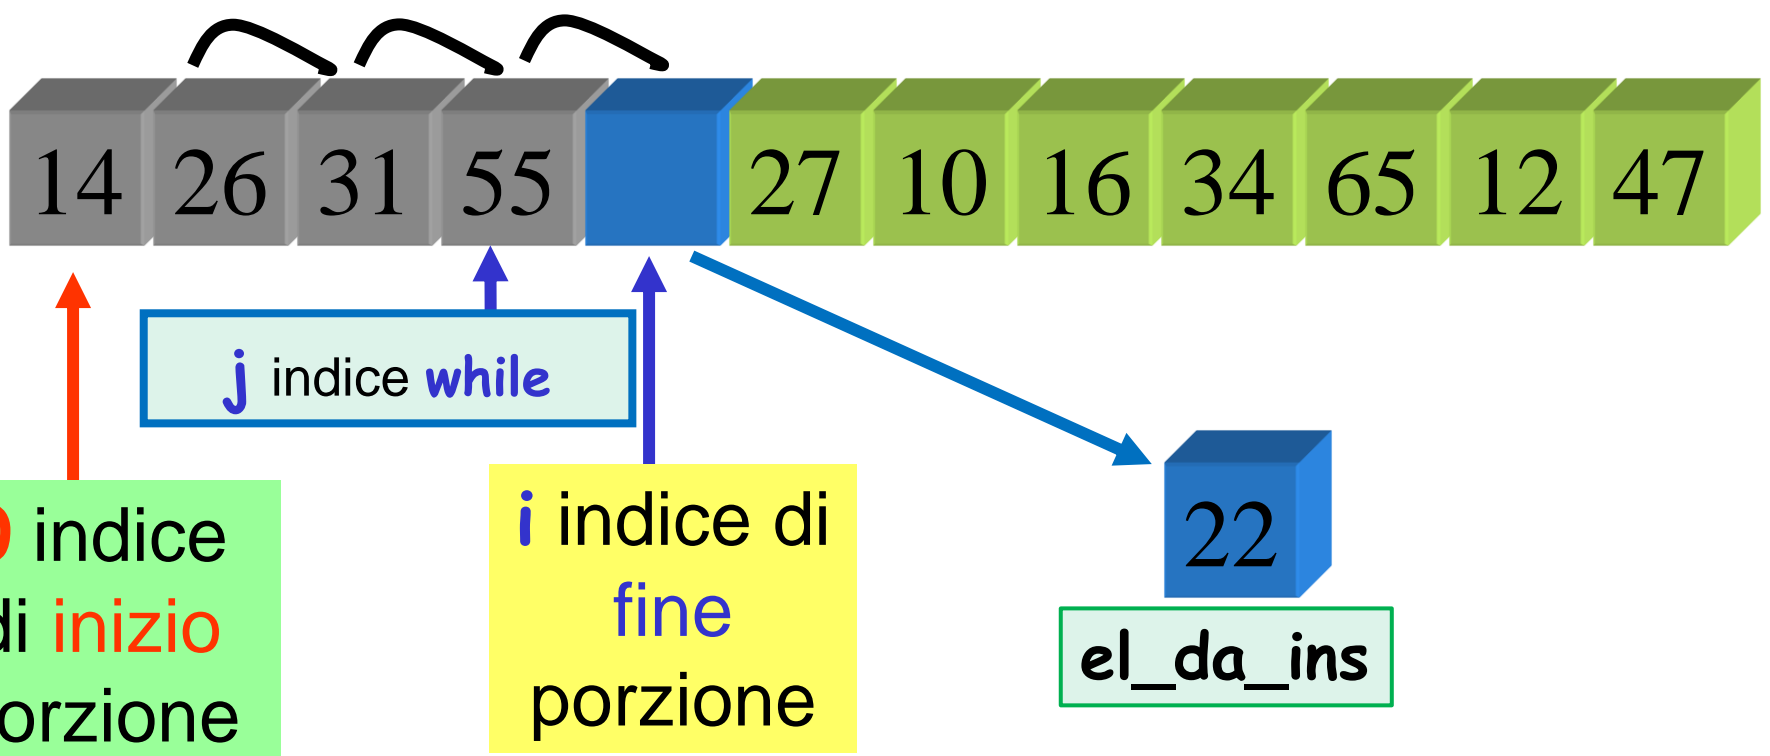 14 26 31 55 27 10 16 34 65 12 47
j indice while
indice
di inizio
i indice di
fine
porzione
22
el_da_ins